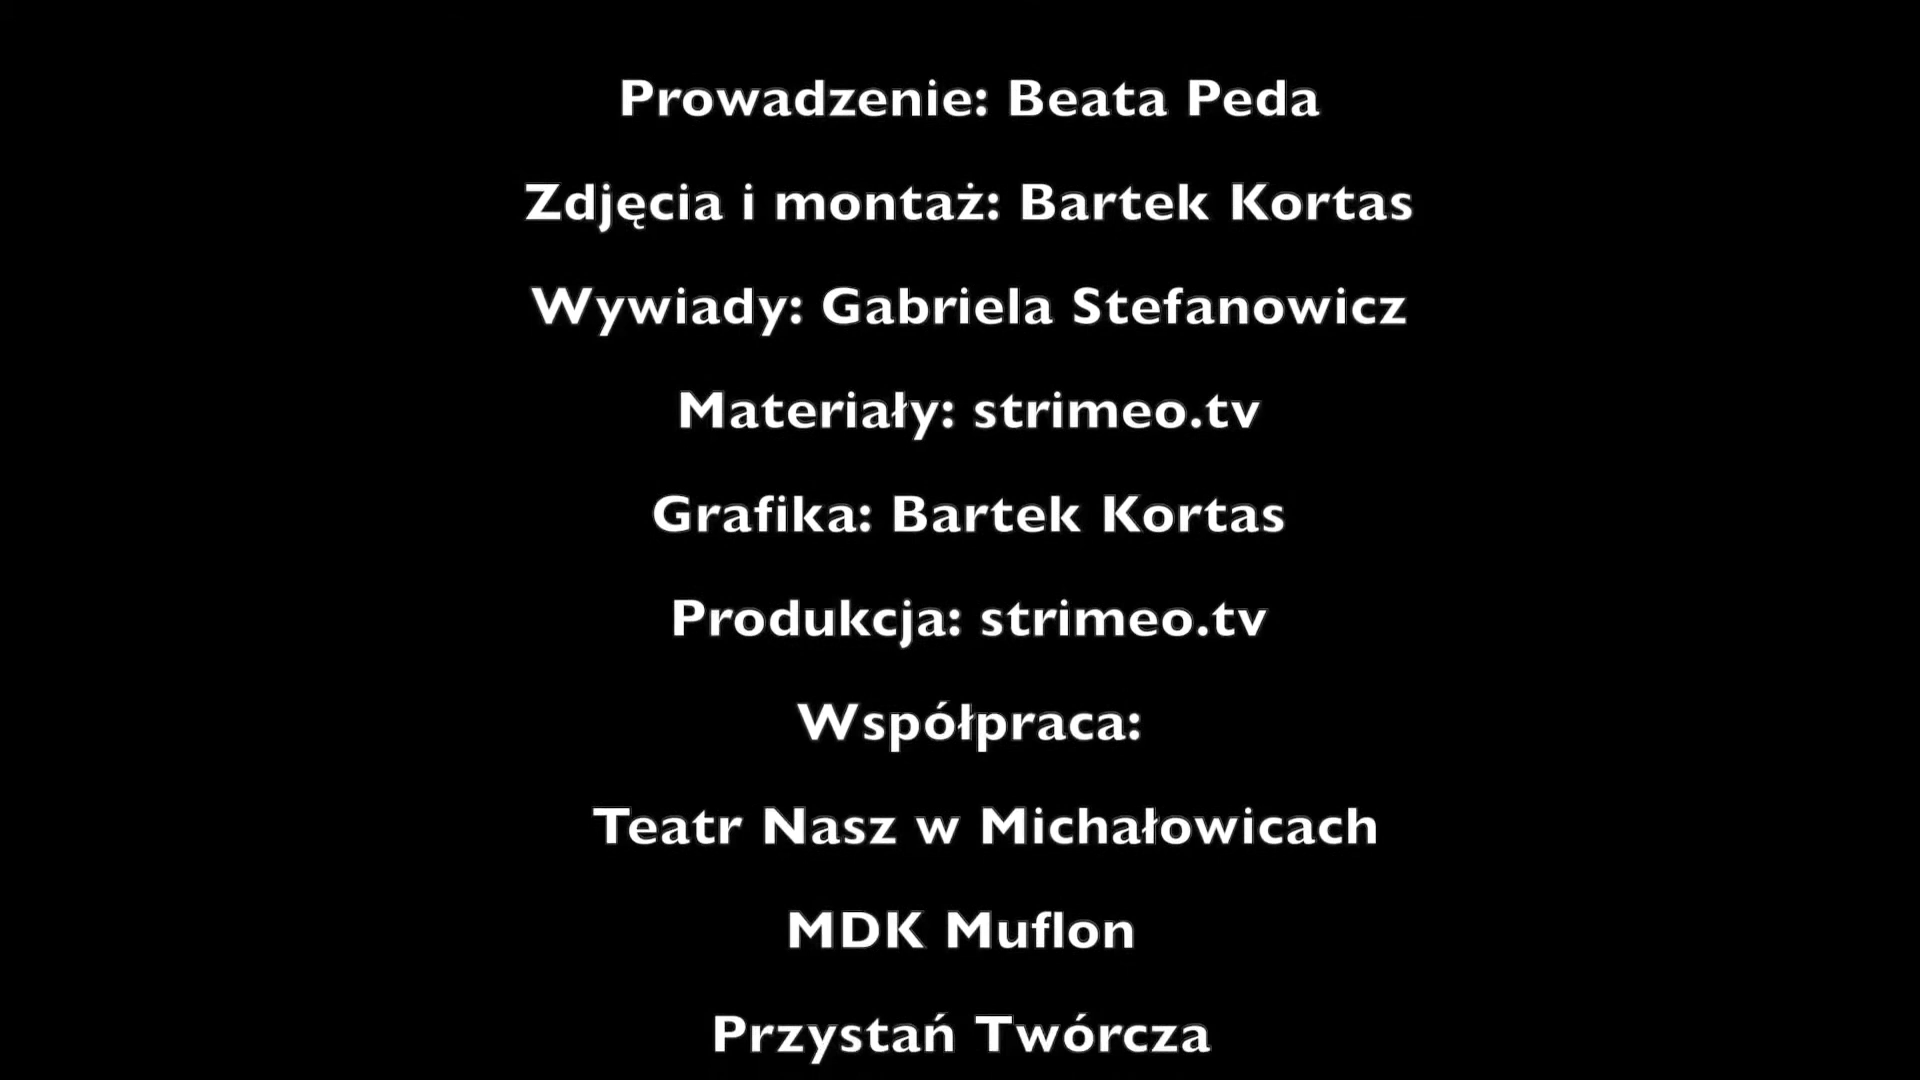 Prowadzenie: Beata Peda
Zdjęcia i montaż: Bartek Kortas
Wywiady: Gabriela Stefanowicz
Materiały: strimeo.tv
Grafika: Bartek Kortas
Produkcja: strimeo.tv
Współpraca:
Teatr Nasz w Michałowicach
MDK Muflon
Przystań Twórcza